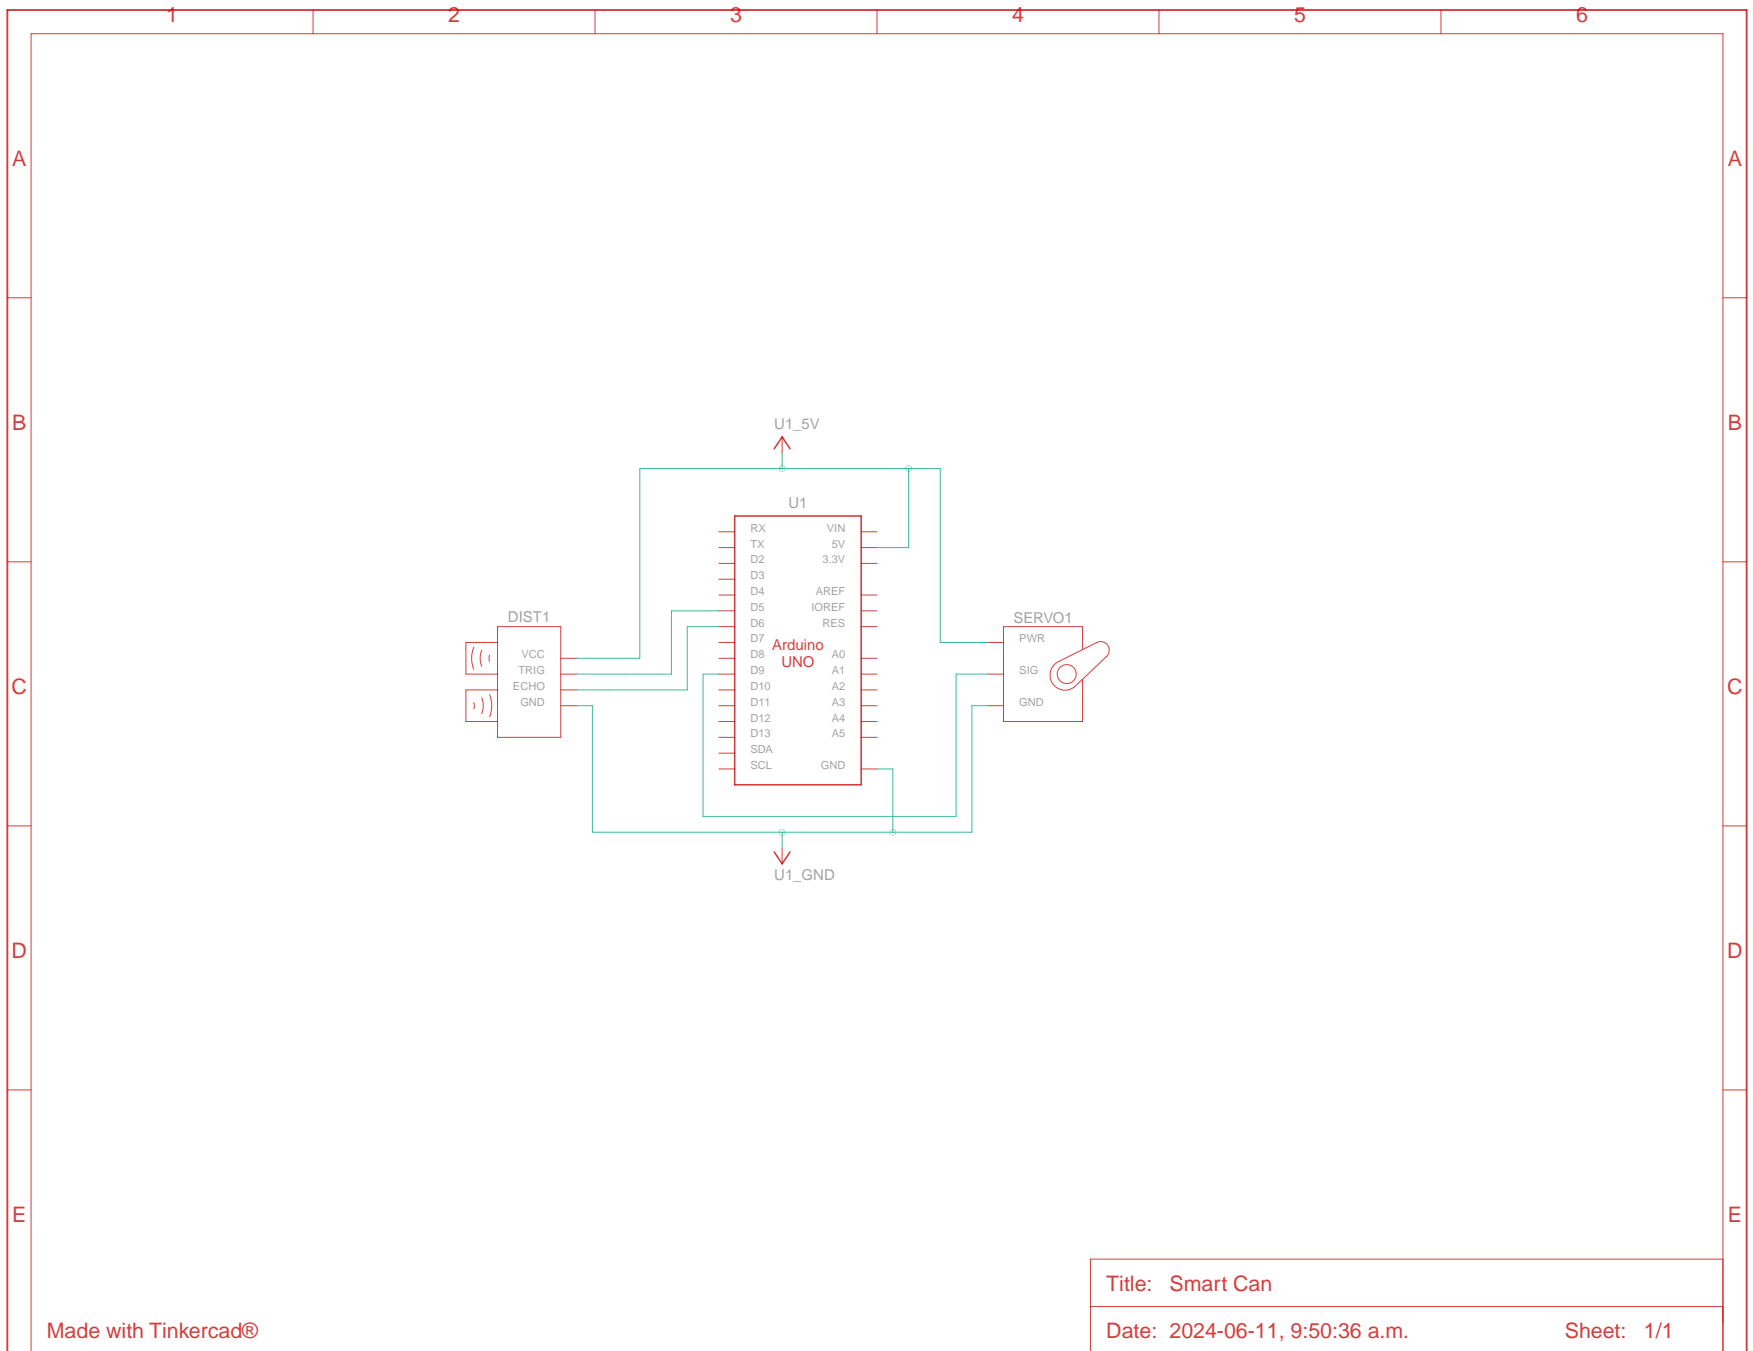 1 2 3 4 5 6
A A
B B
U1_5V
U1
RX VIN
TX 5V
D2 3.3V
D3
D4 AREF
D5 IOREF
D6 RES
D7
D8 A0
D9 A1
D10 A2
D11 A3
D12 A4
D13 A5
SDA
SCL GND
Arduino
UNO
DIST1
VCC
TRIG
ECHO
GND
SERVO1
PWR
SIG
GND
C C
U1_GND
D D
E E
Title: Smart Can
Made with Tinkercad®
Date: 2024-06-11, 9:50:36 a.m. Sheet: 1/1